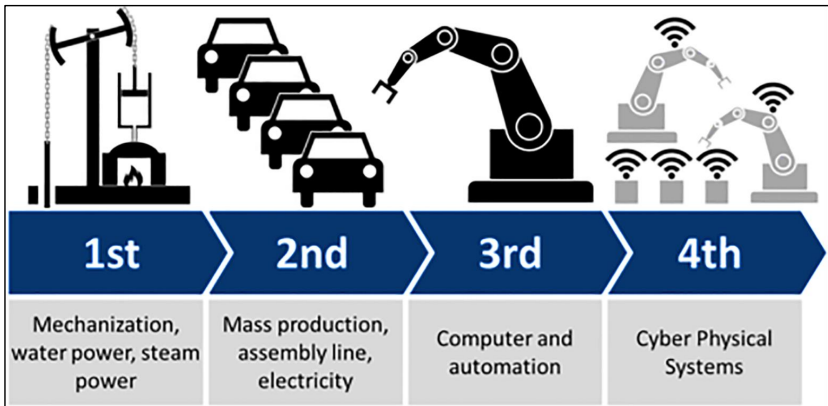 1st
2nd
3rd
4th
Mechanization,
water power, steam
power
Mass production,
assembly line,
electricity
Computer and
automation
Cyber Physical
Systems